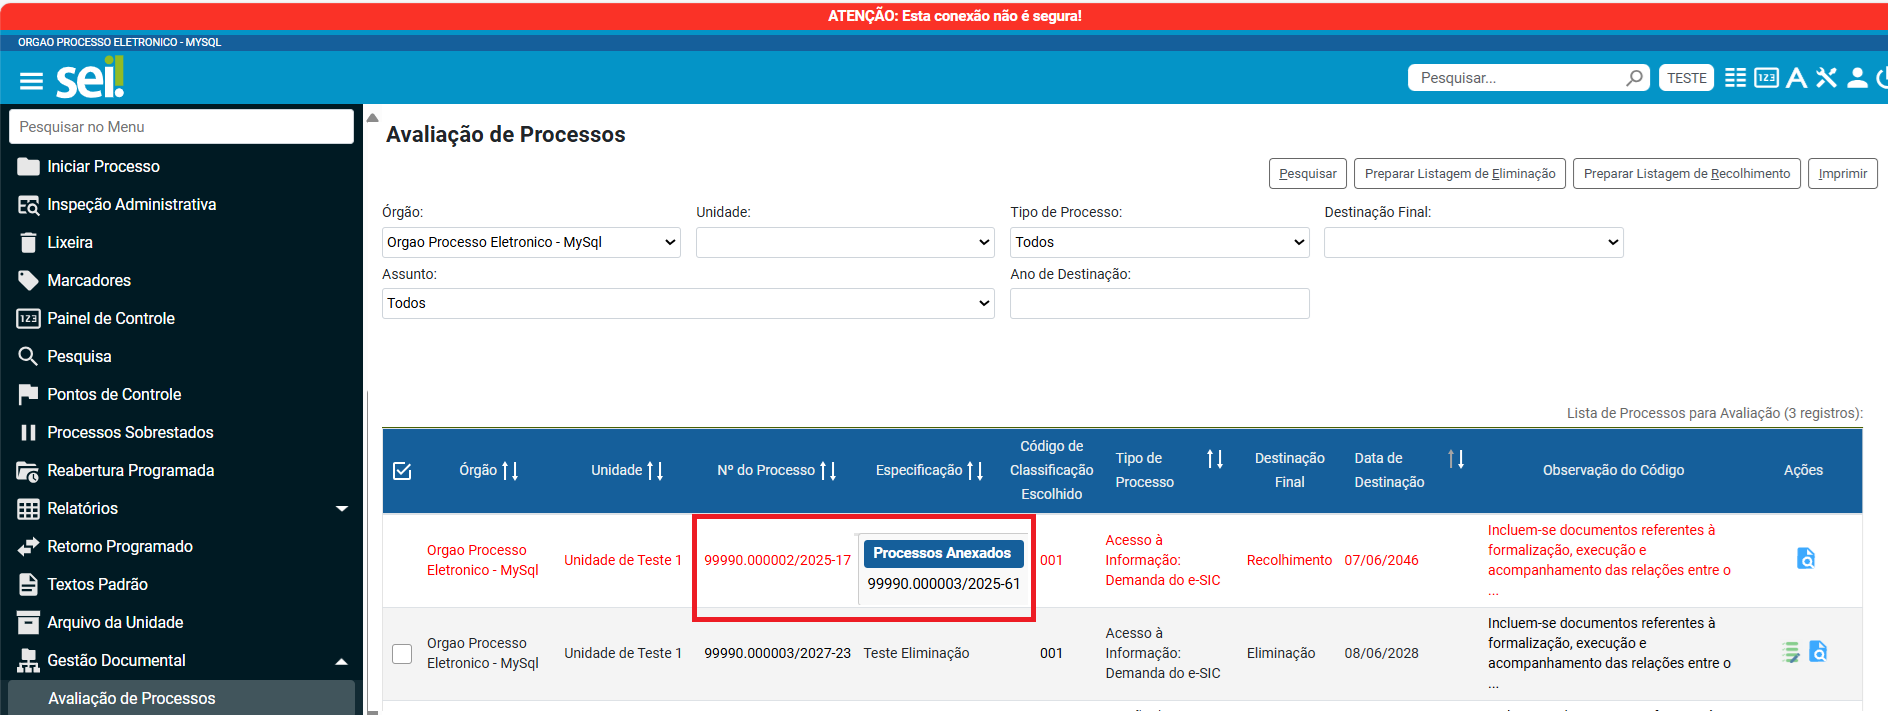 ATENÇÃO: Esta conexão não é segura!
ORGAO PROCESSO ELETRONICO - MYSQL
sei!
Pesquisar...
TESTE
123
A
Pesquisar no Menu
Iniciar Processo
Inspeção Administrativa
Lixeira
Marcadores
123
Painel de Controle
Pesquisa
Pontos de Controle
Processos Sobrestados
Reabertura Programada
Relatórios
Retorno Programado
Textos Padrão
Arquivo da Unidade
Gestão Documental
Avaliação de Processos
Avaliação de Processos
Pesquisar
Preparar Listagem de Eliminação
Preparar Listagem de Recolhimento
Imprimir
Órgão:
Unidade:
Tipo de Processo:
Destinação Final:
Orgao Processo Eletronico - MySql
Todos
Assunto:
Ano de Destinação:
Todos
Lista de Processos para Avaliação (3 registros):
Órgão
Unidade
Nº do Processo
Especificação
Código de
Classificação
Escolhido
Tipo de
Processo
Destinação
Final
Data de
Destinação
Observação do Código
Ações
Orgao Processo
Eletronico - MySql
Unidade de Teste 1
99990.000002/2025-17
Processos Anexados
99990.000003/2025-61
001
Acesso à
Informação:
Demanda do e-SIC
Recolhimento
07/06/2046
Incluem-se documentos referentes à
formalização, execução e
acompanhamento das relações entre o
...
Orgao Processo
Eletronico - MySql
Unidade de Teste 1
99990.000003/2027-23
Teste Eliminação
001
Acesso à
Informação:
Demanda do e-SIC
Eliminação
08/06/2028
Incluem-se documentos referentes à
formalização, execução e
acompanhamento das relações entre o
...